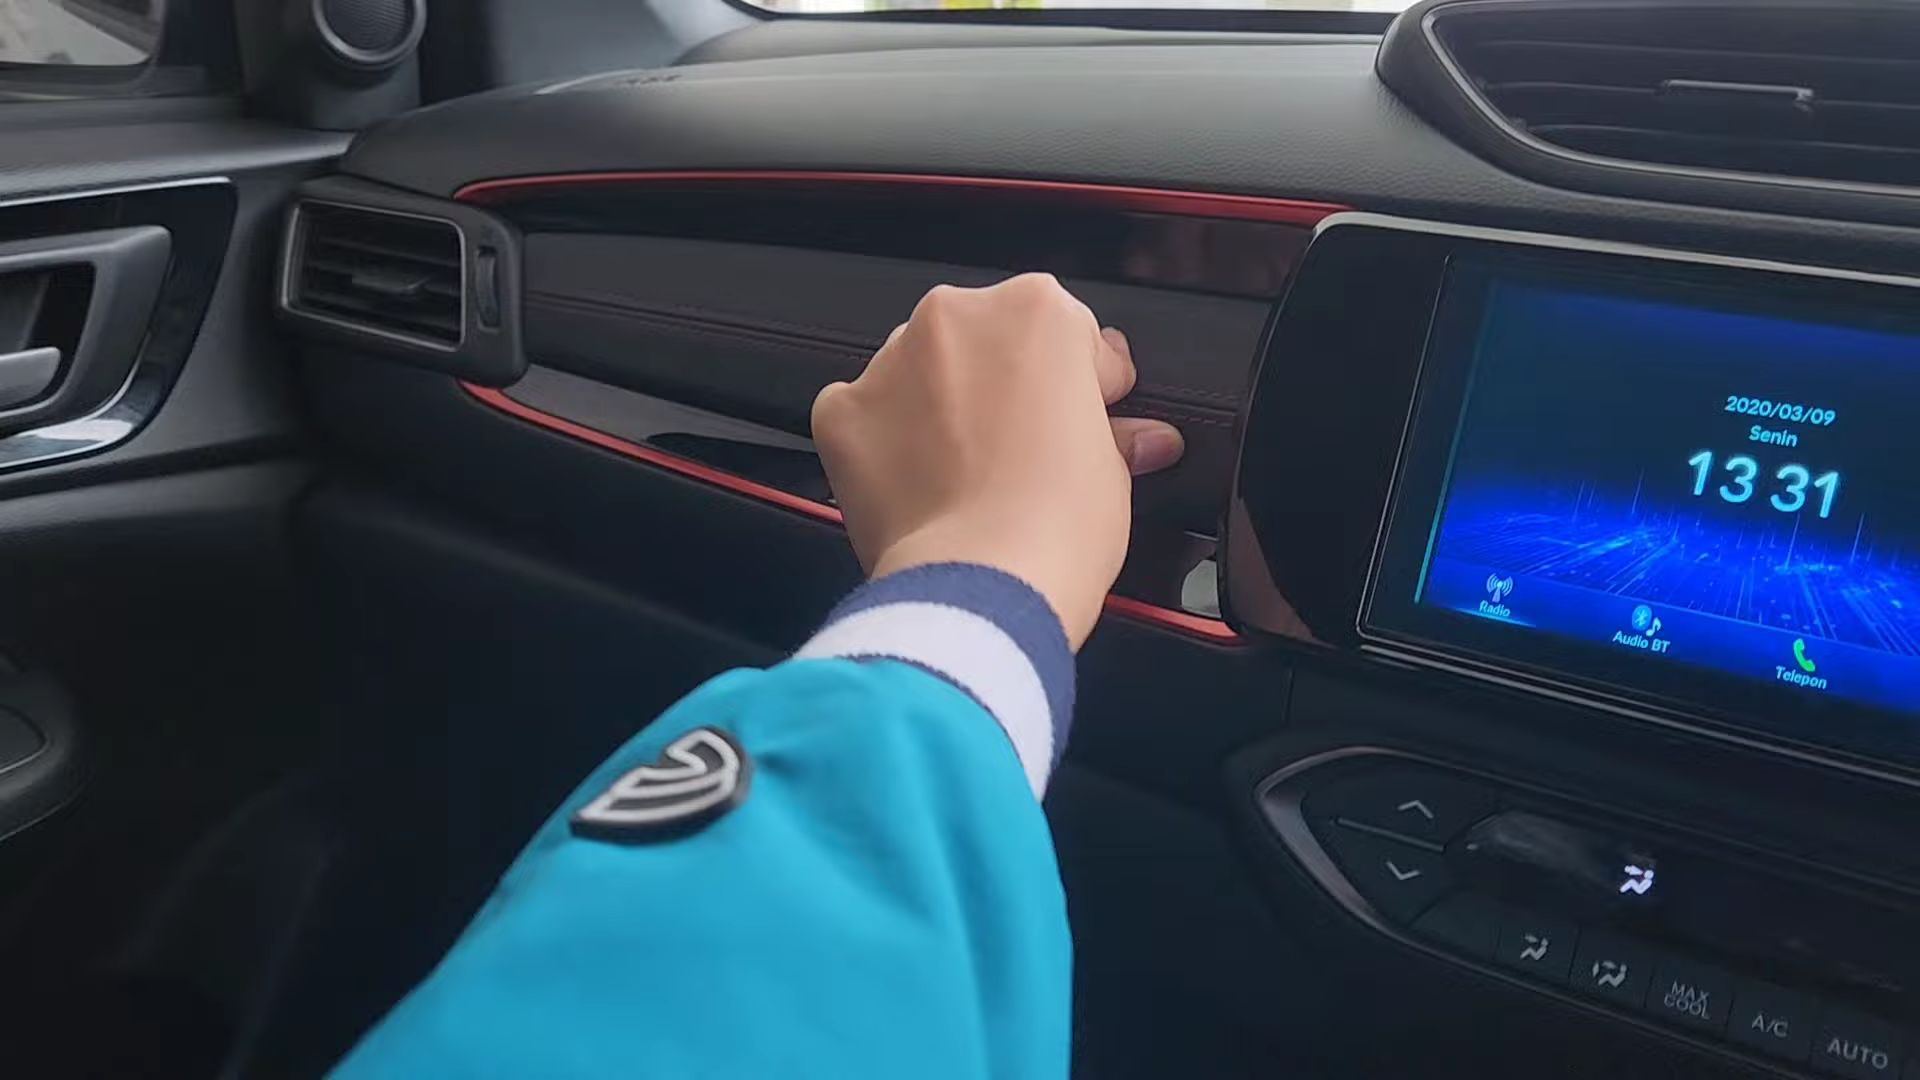 2020/03/09
Senin
13 31
Radio
Audio BT
Telepon
MAX
COOL
A/C
AUTO